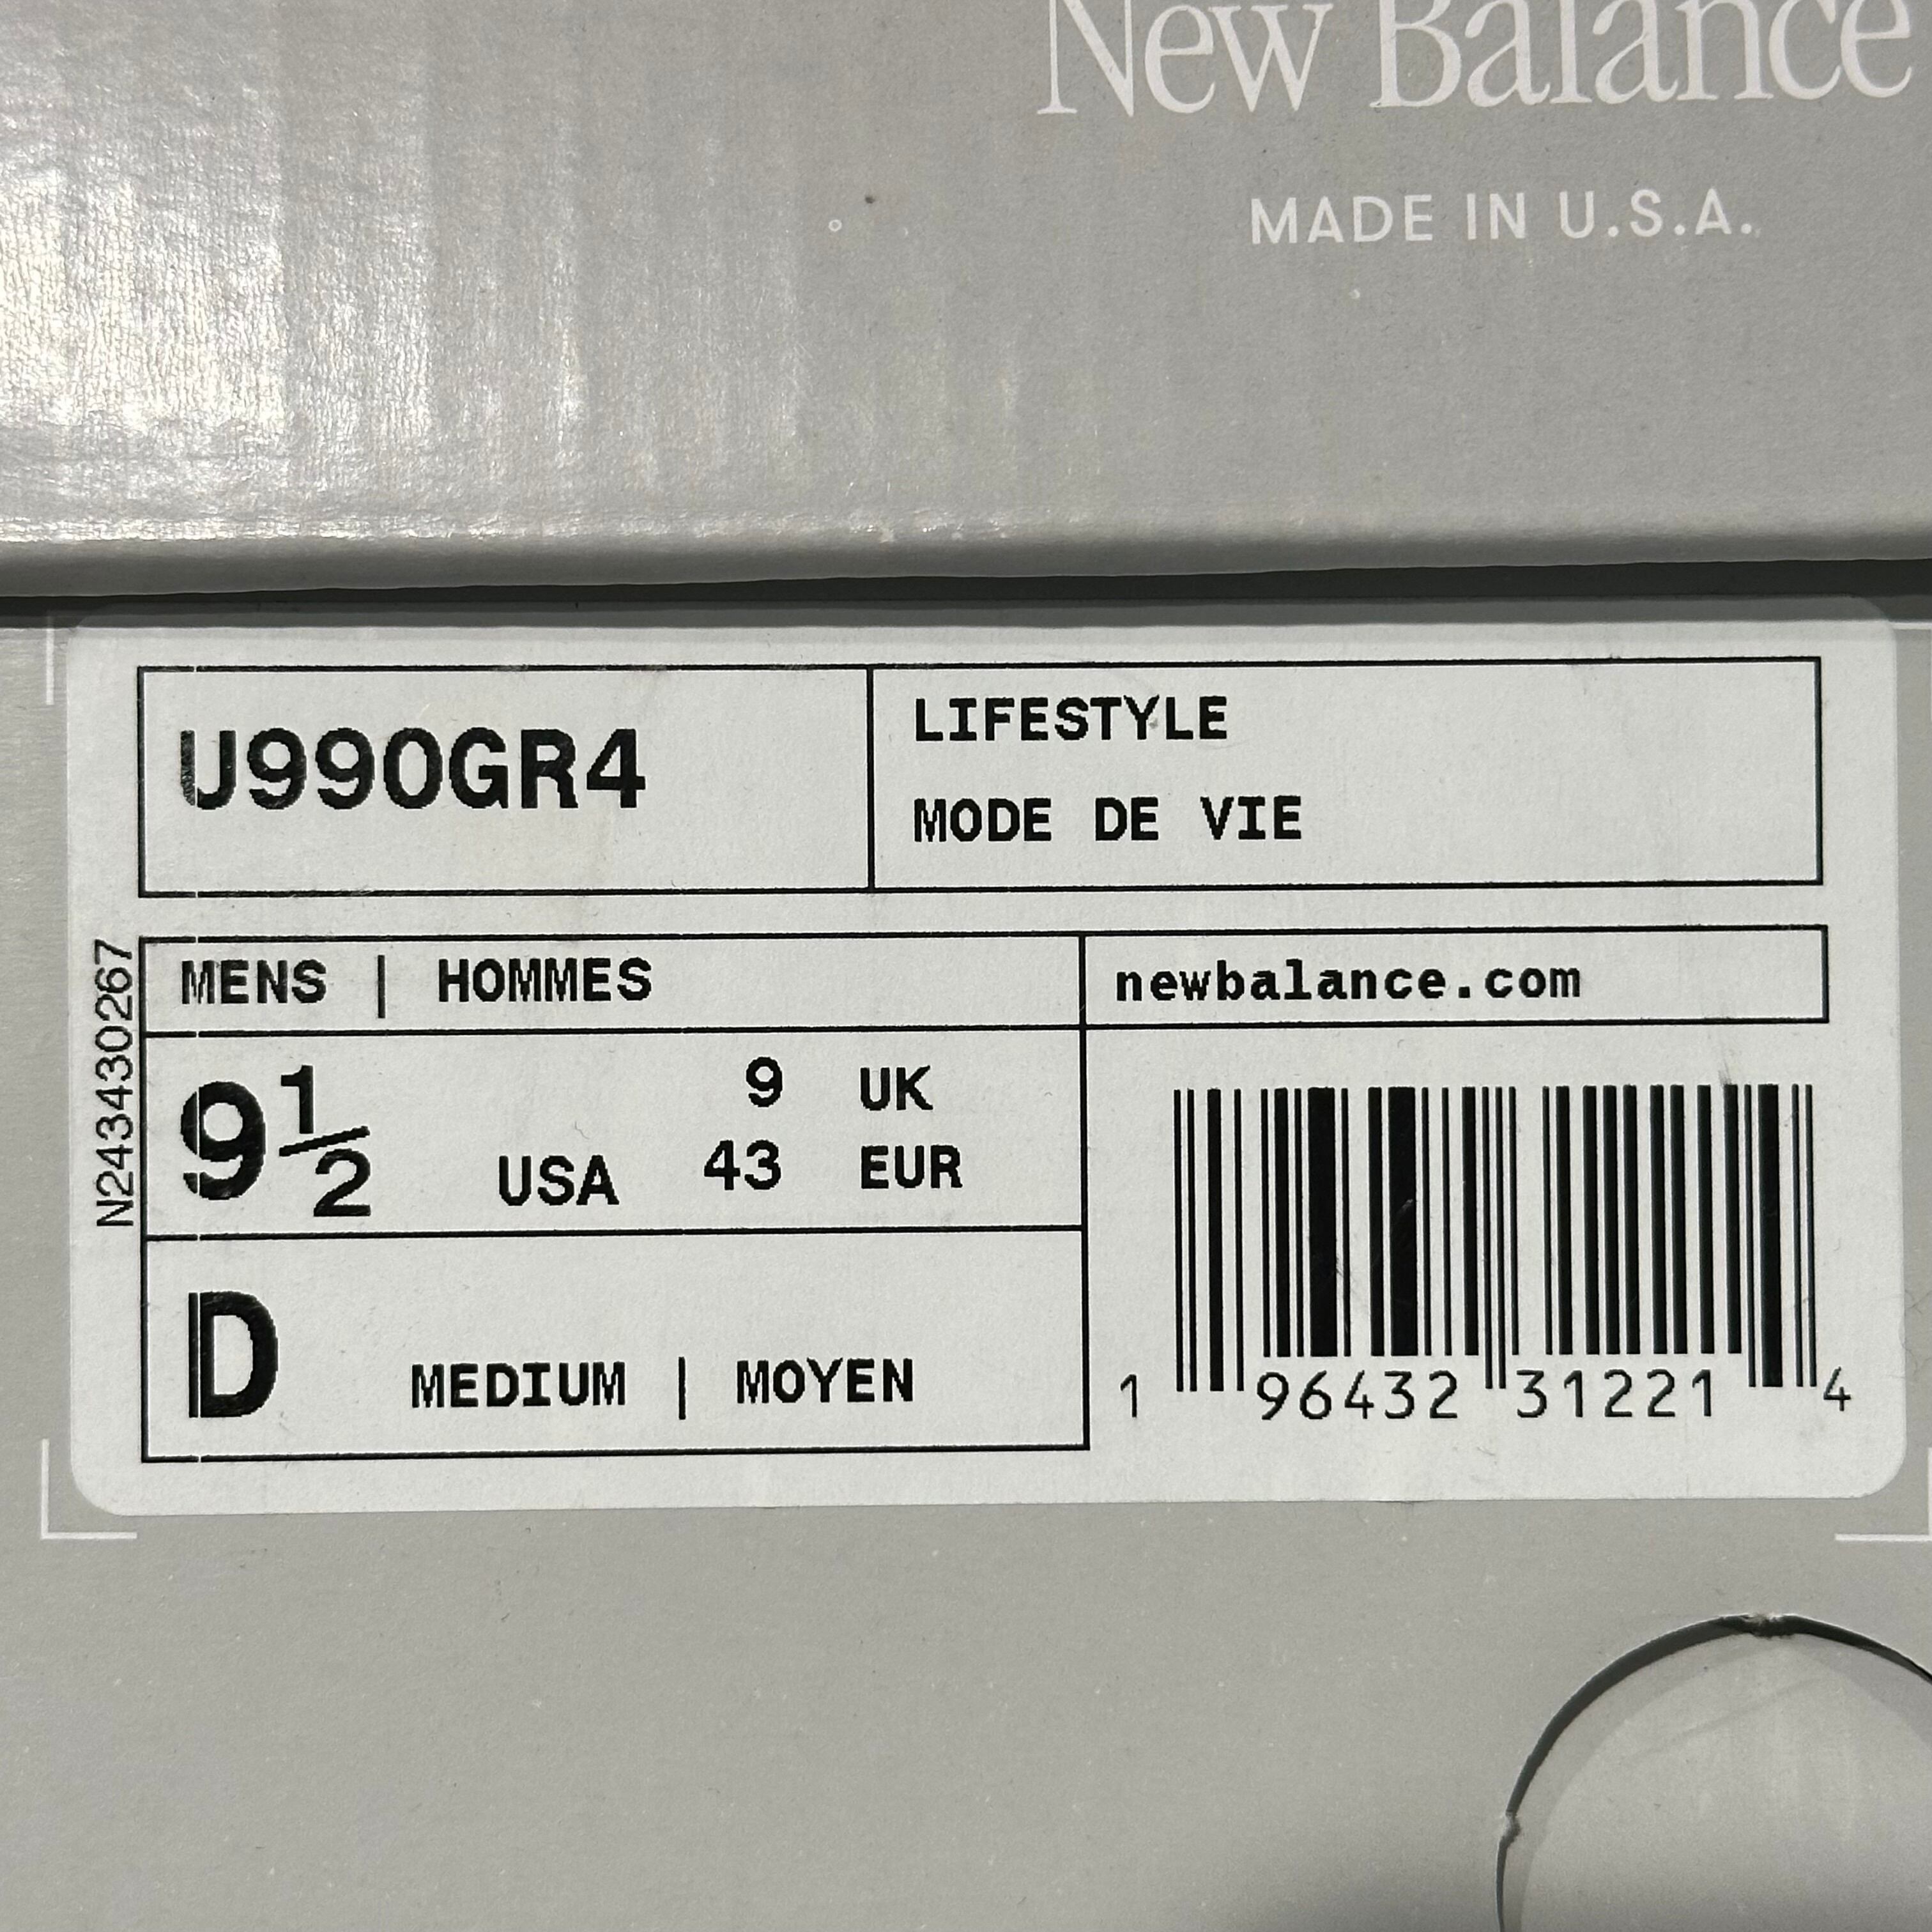 New Balance
MADE IN U.S.A.
U990GR4
LIFESTYLE
MODE DE VIE
N243430267
MENS | HOMMES
newbalance.com
9½ USA
9 UK
43 EUR
D MEDIUM | MOYEN
1 96432 31221 4